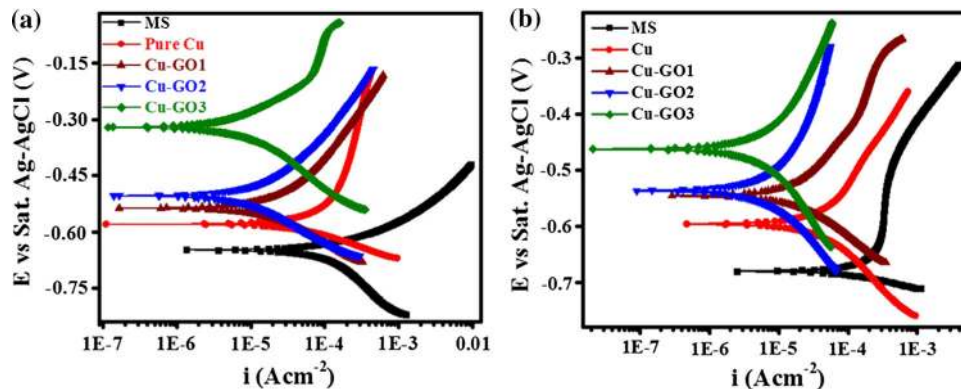 (a)
MS
Pure Cu
Cu-GO1
Cu-GO2
Cu-GO3
E vs Sat. Ag-AgCl (V)
-0.15
-0.30
-0.45
-0.60
-0.75
1E-7 1E-6 1E-5 1E-4 1E-3 0.01
i (Acm⁻²)
(b)
MS
Cu
Cu-GO1
Cu-GO2
Cu-GO3
E vs Sat. Ag-AgCl (V)
-0.3
-0.4
-0.5
-0.6
-0.7
1E-7 1E-6 1E-5 1E-4 1E-3
i (Acm⁻²)